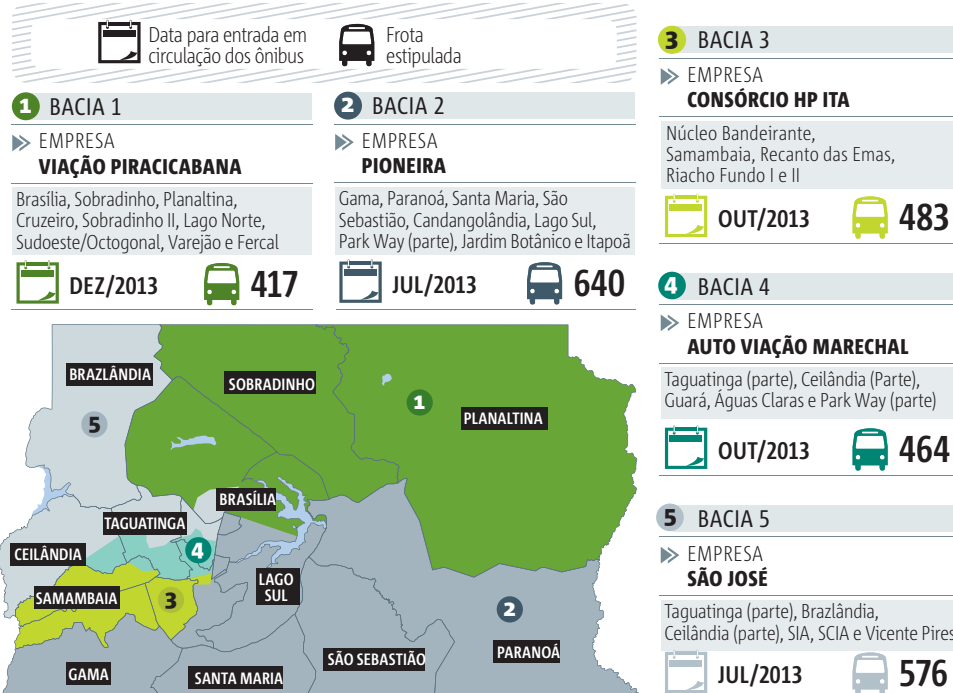 Data para entrada em
circulação dos ônibus
Frota
estipulada
1 BACIA 1
EMPRESA
VIAÇÃO PIRACICABANA
Brasília, Sobradinho, Planaltina,
Cruzeiro, Sobradinho II, Lago Norte,
Sudoeste/Octogonal, Varejão e Fercal
DEZ/2013
417
2 BACIA 2
EMPRESA
PIONEIRA
Gama, Paranoá, Santa Maria, São
Sebastião, Candangolândia, Lago Sul,
Park Way (parte), Jardim Botânico e Itapoã
JUL/2013
640
3 BACIA 3
EMPRESA
CONSÓRCIO HP ITA
Núcleo Bandeirante,
Samambaia, Recanto das Emas,
Riacho Fundo I e II
OUT/2013
483
4 BACIA 4
EMPRESA
AUTO VIAÇÃO MARECHAL
Taguatinga (parte), Ceilândia (Parte),
Guará, Águas Claras e Park Way (parte)
OUT/2013
464
5 BACIA 5
EMPRESA
SÃO JOSÉ
Taguatinga (parte), Brazlândia,
Ceilândia (parte), SIA, SCIA e Vicente Pires
JUL/2013
576
BRAZLÂNDIA
SOBRADINHO
1
PLANALTINA
5
BRASÍLIA
TAGUATINGA
CEILÂNDIA
4
LAGO
SUL
SAMAMBAIA
3
2
SÃO SEBASTIÃO
PARANOÁ
GAMA
SANTA MARIA